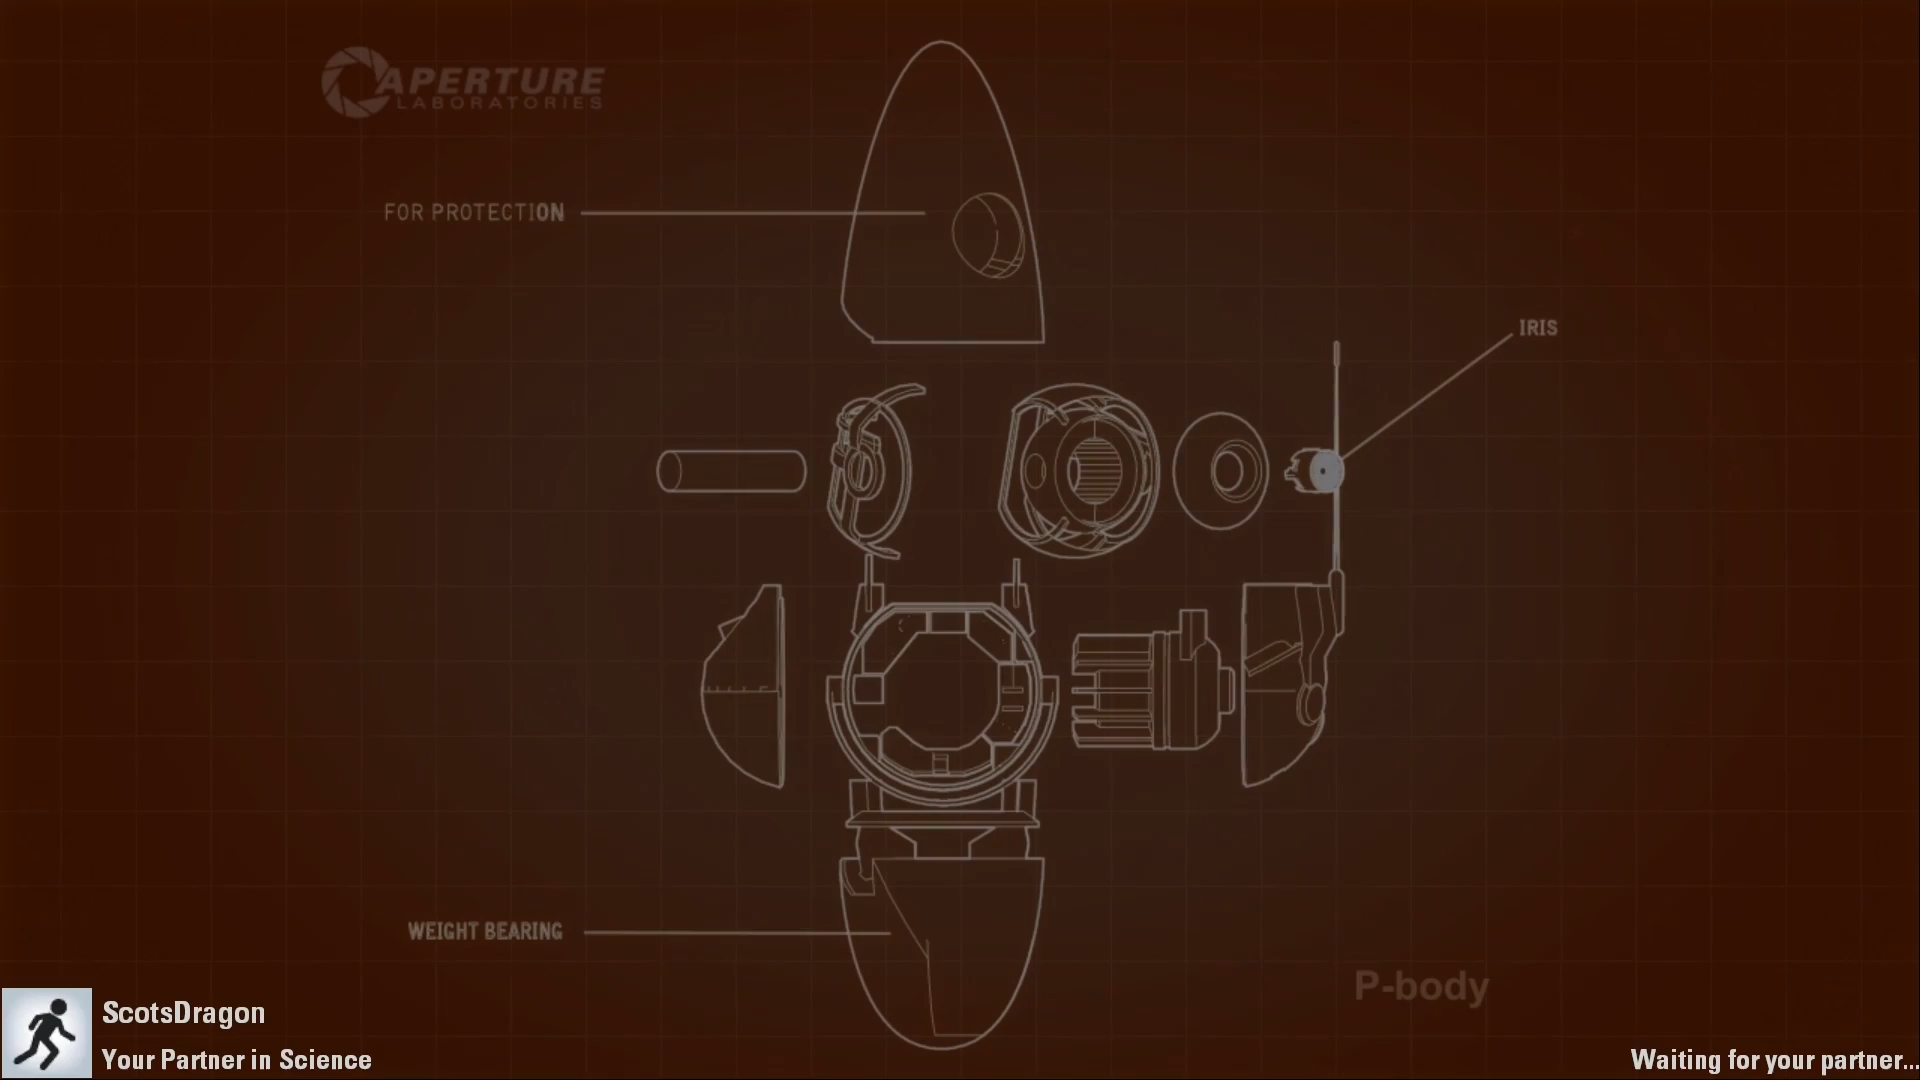 APERTURE
LABORATORIES
FOR PROTECTION
IRIS
WEIGHT BEARING
P-body
ScotsDragon
Your Partner in Science
Waiting for your partner...